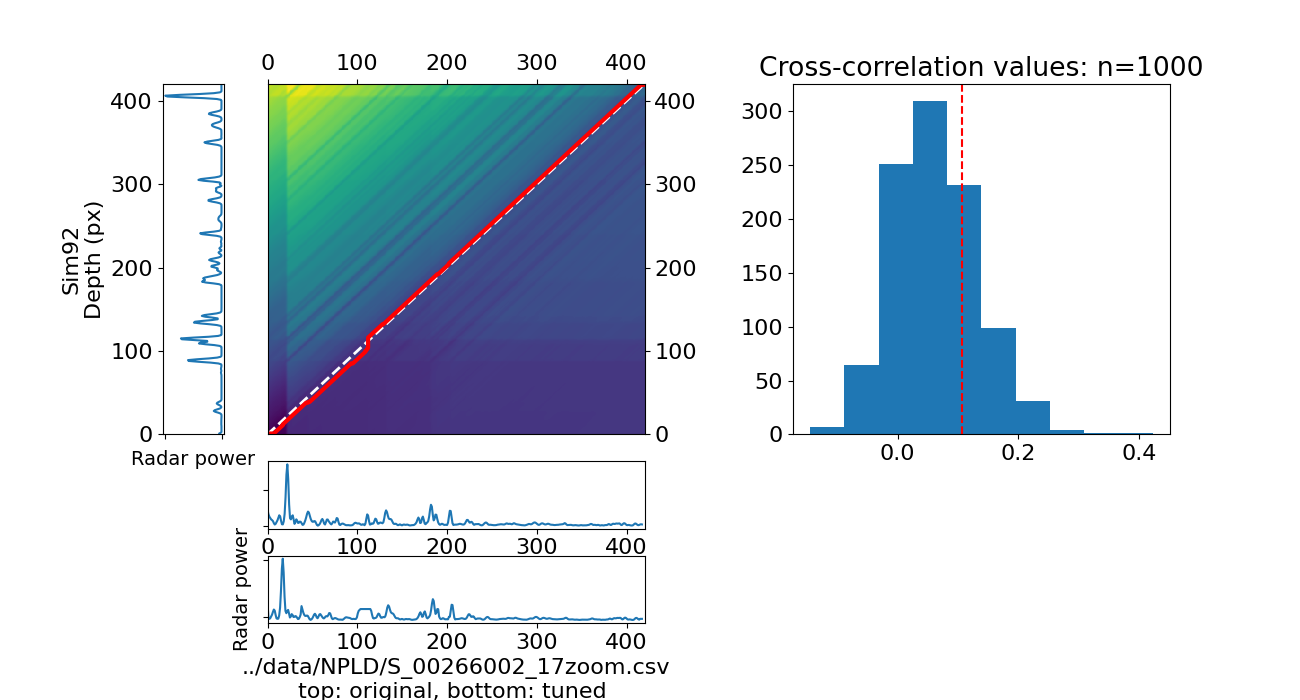 0 100 200 300 400
Cross-correlation values: n=1000
400
300
200
100
0
Sim92
Depth (px)
Radar power
400
300
200
100
0
300
250
200
150
100
50
0
0.0 0.2 0.4
0 100 200 300 400
Radar power
0 100 200 300 400
../data/NPLD/S_00266002_17zoom.csv
top: original, bottom: tuned